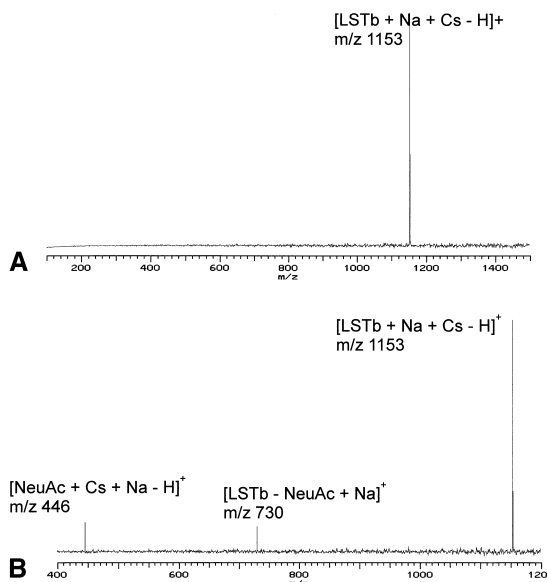 [LSTb + Na + Cs - H]+
m/z 1153
A
200 400 600 800 1000 1200 1400
m/z
[LSTb + Na + Cs - H]+
m/z 1153
[NeuAc + Cs + Na - H]+
m/z 446
[LSTb - NeuAc + Na]+
m/z 730
B
400 600 800 1000 120